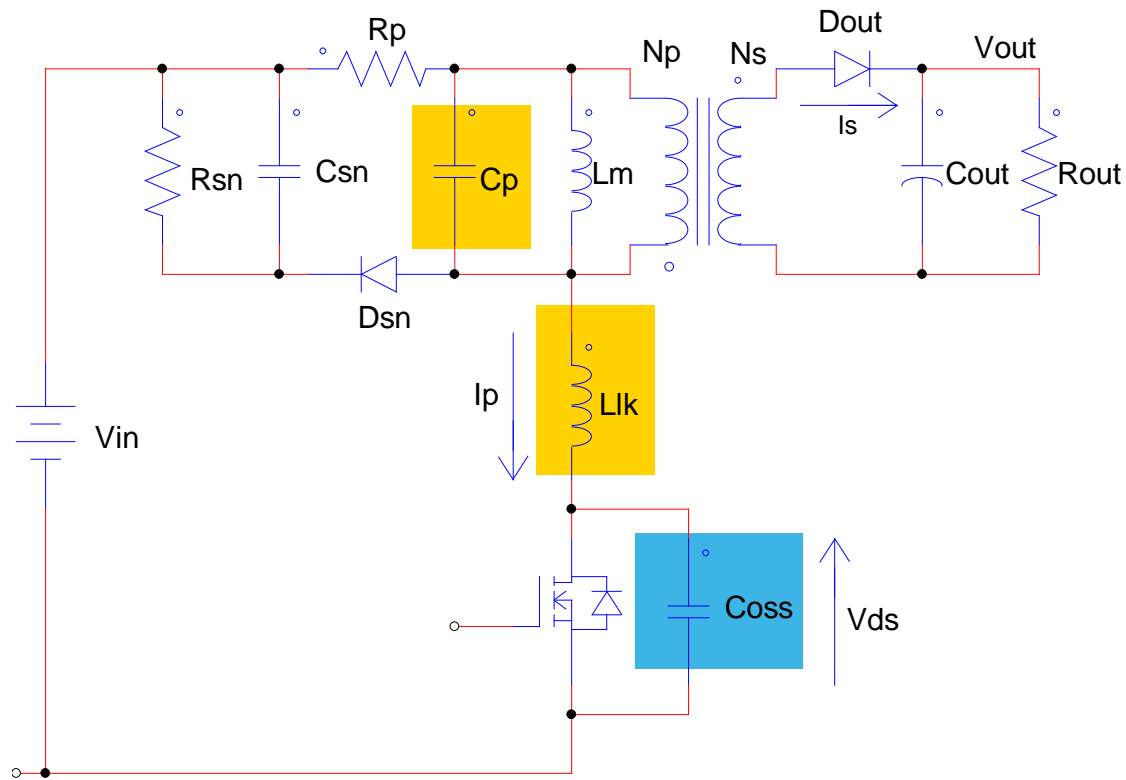 Dout
Rp
Np
Ns
Vout
Is
Rsn
Csn
Cp
Lm
Cout
Rout
Dsn
Ip
Llk
Vin
Coss
Vds